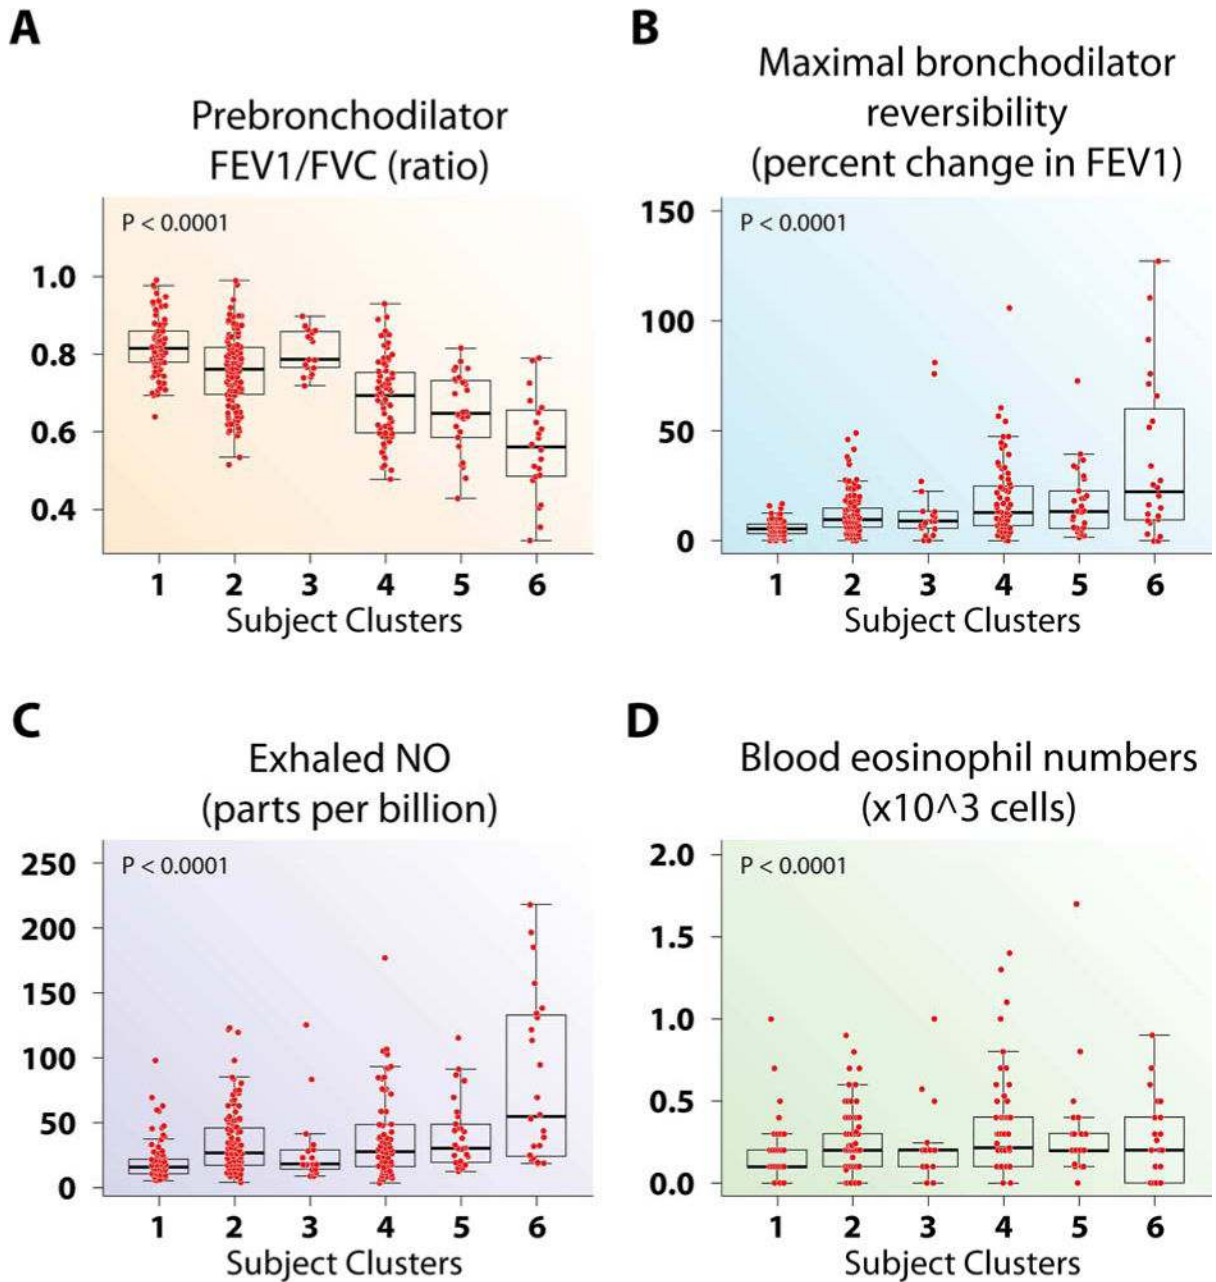 A
Prebronchodilator
FEV1/FVC (ratio)
P < 0.0001
1.0
0.8
0.6
0.4
1 2 3 4 5 6
Subject Clusters
B
Maximal bronchodilator
reversibility
(percent change in FEV1)
P < 0.0001
150
100
50
0
1 2 3 4 5 6
Subject Clusters
C
Exhaled NO
(parts per billion)
P < 0.0001
250
200
150
100
50
0
1 2 3 4 5 6
Subject Clusters
D
Blood eosinophil numbers
(x10^3 cells)
P < 0.0001
2.0
1.5
1.0
0.5
0.0
1 2 3 4 5 6
Subject Clusters